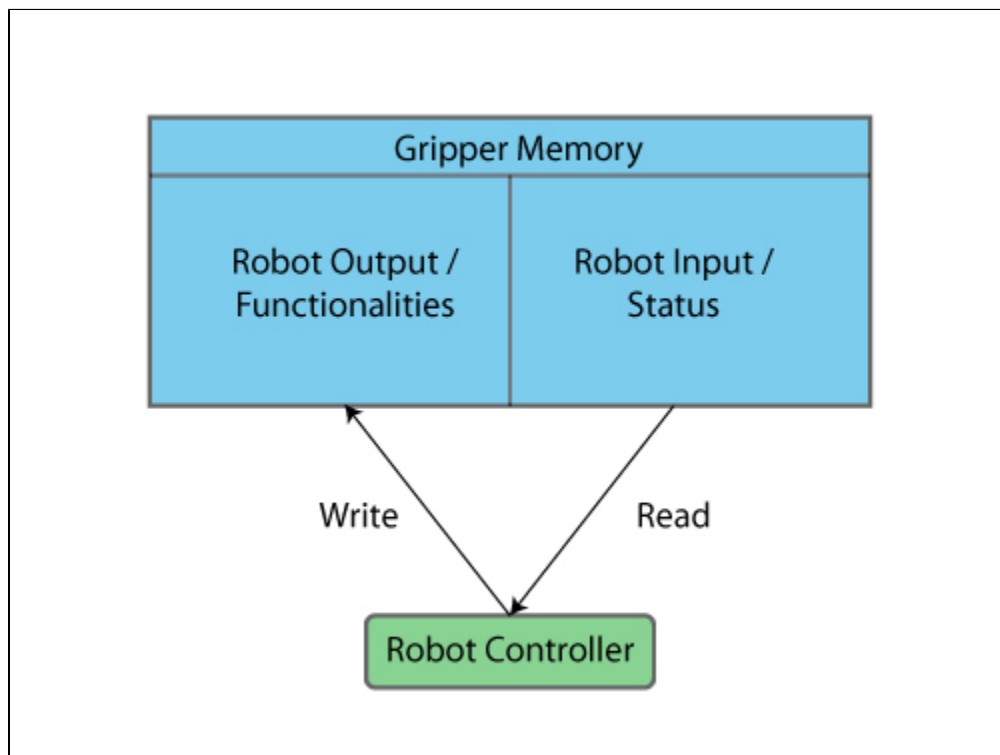 Gripper Memory
Robot Output /
Functionalities
Robot Input /
Status
Write
Read
Robot Controller